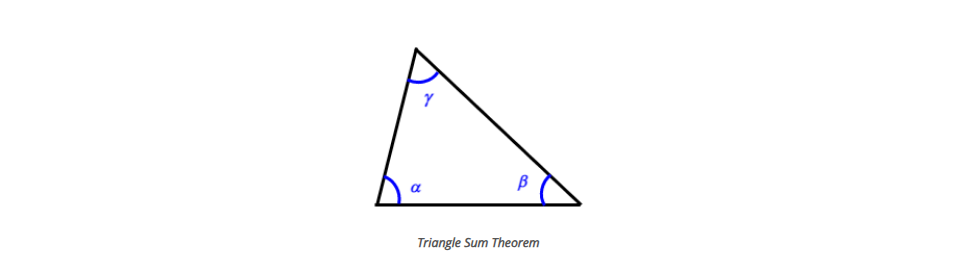 γ
α
β
Triangle Sum Theorem